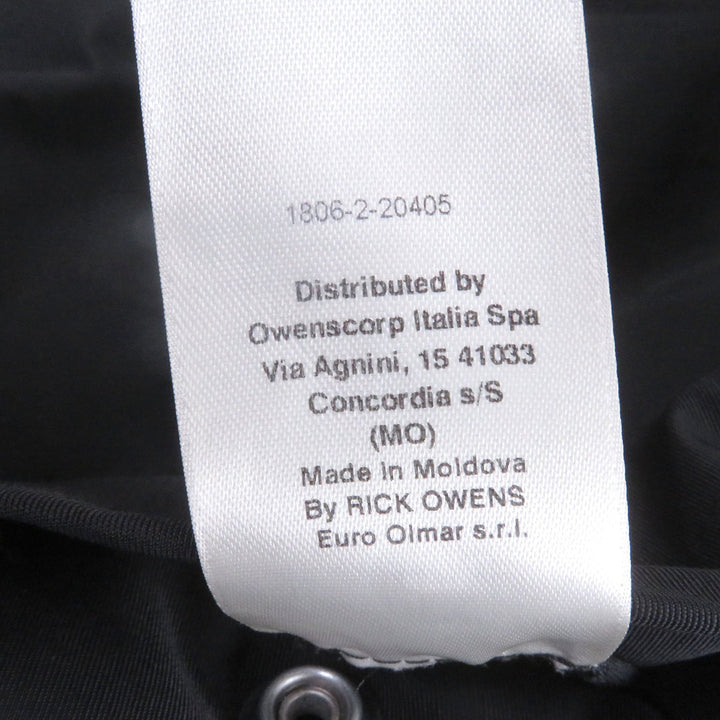 1806-2-20405
Distributed by
Owenscorp Italia Spa
Via Agnini, 15 41033
Concordia s/S
(MO)
Made in Moldova
By RICK OWENS
Euro Olmar s.r.l.